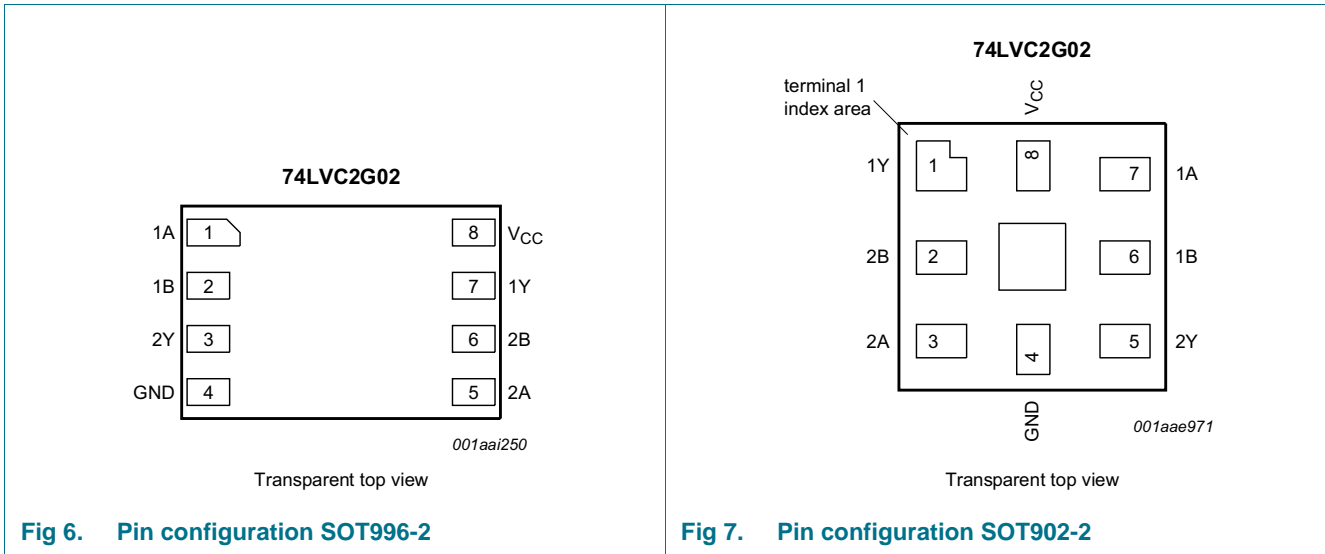 74LVC2G02
1A 1 8 VCC
1B 2 7 1Y
2Y 3 6 2B
GND 4 5 2A
001aai250
Transparent top view
Fig 6. Pin configuration SOT996-2
74LVC2G02
terminal 1
index area
VCC
1Y 1 8 7 1A
2B 2 6 1B
2A 3 4 5 2Y
GND
001aae971
Transparent top view
Fig 7. Pin configuration SOT902-2